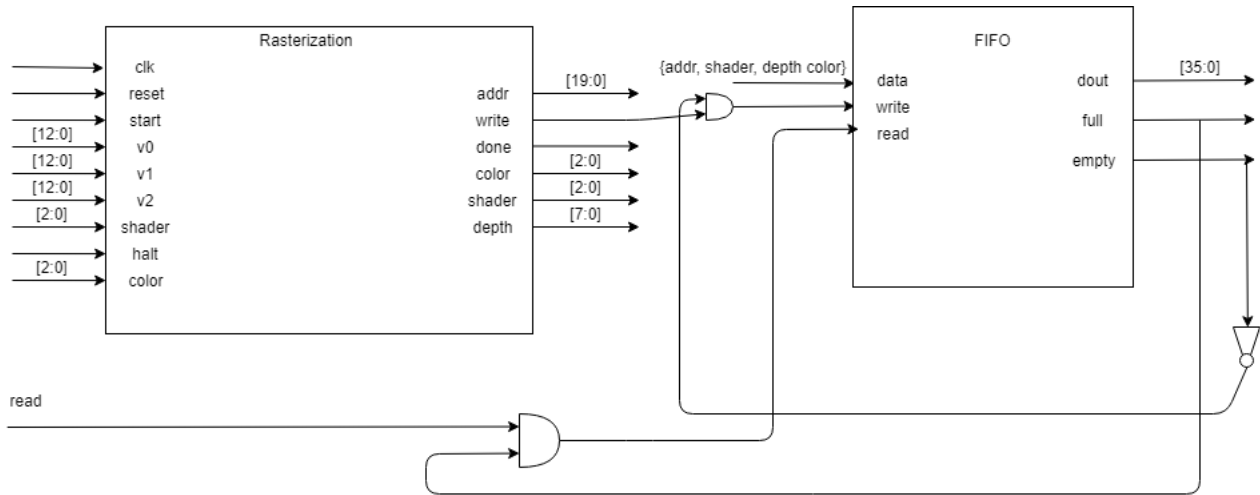 Rasterization
clk
reset
start
[12:0]
v0
[12:0]
v1
[12:0]
v2
[2:0]
shader
halt
[2:0]
color
addr
[19:0]
write
done
color
[2:0]
shader
[2:0]
depth
[7:0]
{addr, shader, depth color}
FIFO
data
write
read
dout
[35:0]
full
empty
read